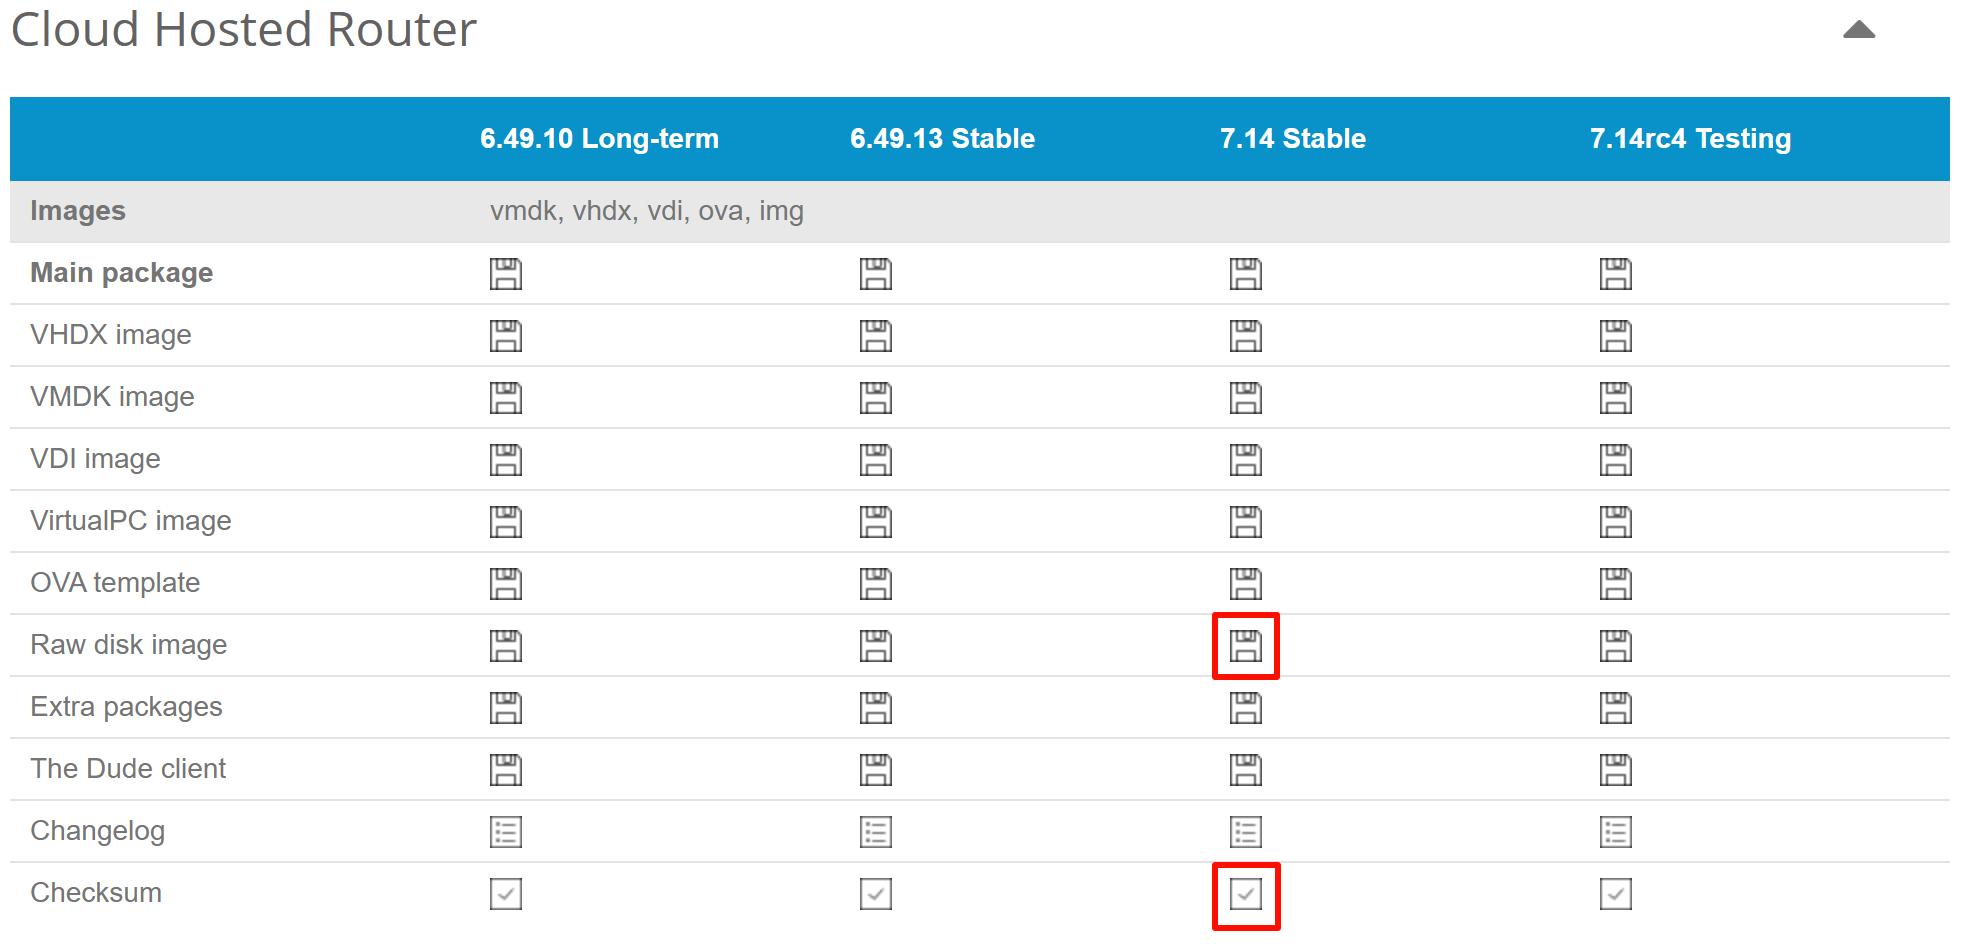 Cloud Hosted Router
6.49.10 Long-term 6.49.13 Stable 7.14 Stable 7.14rc4 Testing
Images vmdk, vhdx, vdi, ova, img
Main package
VHDX image
VMDK image
VDI image
VirtualPC image
OVA template
Raw disk image
Extra packages
The Dude client
Changelog
Checksum